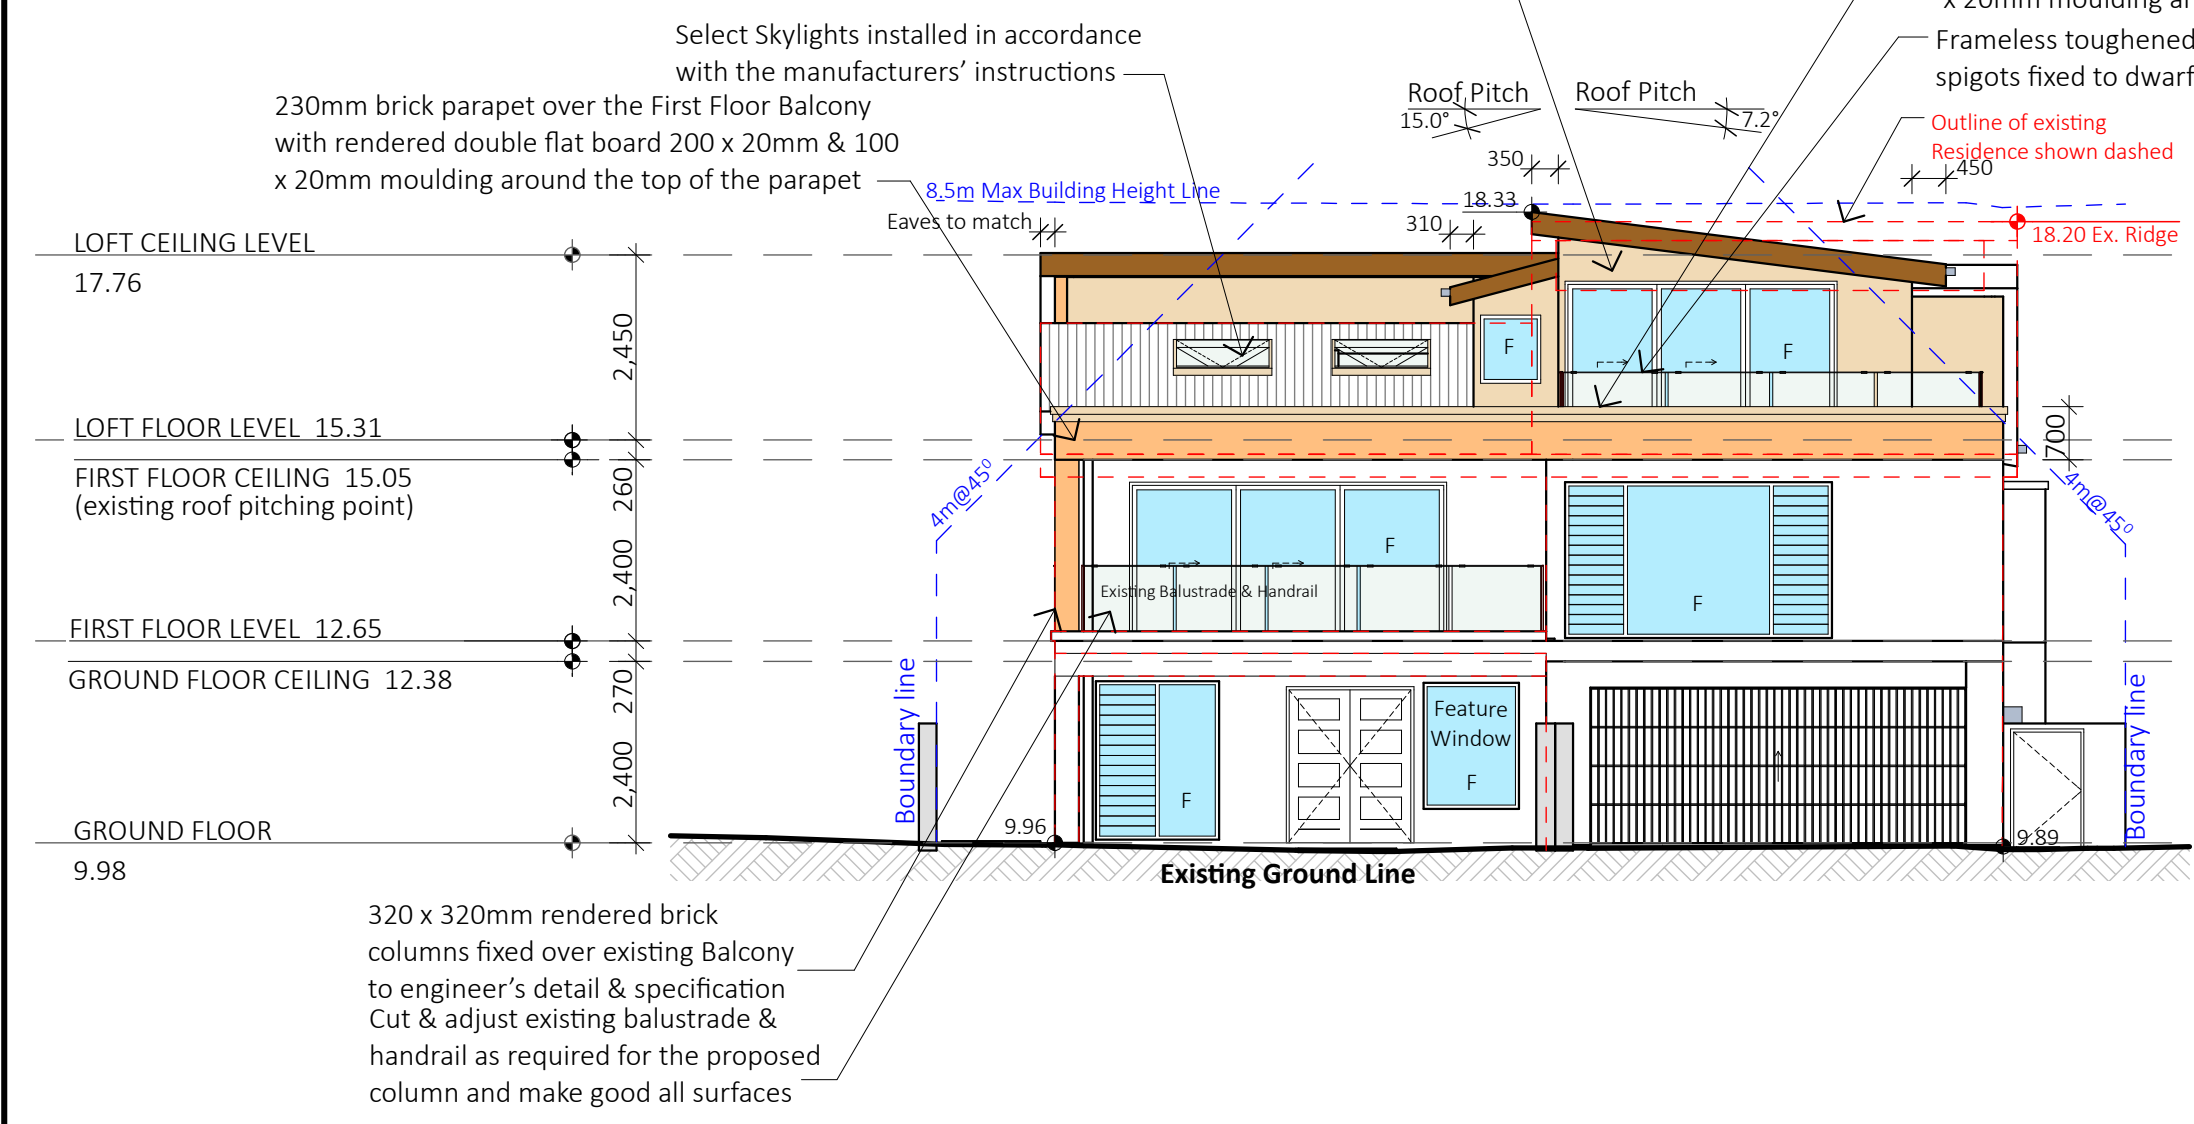 x 20mm moulding ar
Select Skylights installed in accordance
with the manufacturers’ instructions
Frameless toughened
spigots fixed to dwarf
230mm brick parapet over the First Floor Balcony
with rendered double flat board 200 x 20mm & 100
x 20mm moulding around the top of the parapet
Roof Pitch
15.0°
Roof Pitch
7.2°
Outline of existing
Residence shown dashed
350
450
8.5m Max Building Height Line
18.33
Eaves to match
310
18.20 Ex. Ridge
LOFT CEILING LEVEL
17.76
2,450
F
F
LOFT FLOOR LEVEL 15.31
700
FIRST FLOOR CEILING 15.05
(existing roof pitching point)
260
4m@45⁰
4m@45⁰
2,400
F
Existing Balustrade & Handrail
F
FIRST FLOOR LEVEL 12.65
GROUND FLOOR CEILING 12.38
270
Boundary line
Boundary line
Feature
Window
F
F
2,400
GROUND FLOOR
9.98
9.96
9.89
Existing Ground Line
320 x 320mm rendered brick
columns fixed over existing Balcony
to engineer’s detail & specification
Cut & adjust existing balustrade &
handrail as required for the proposed
column and make good all surfaces